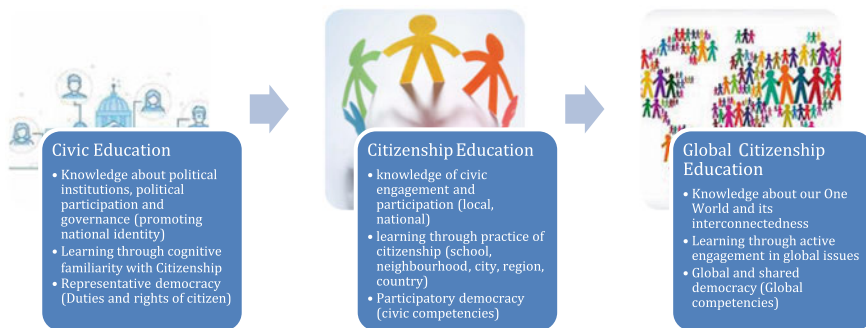 Civic Education
• Knowledge about political
institutions, political
participation and
governance (promoting
national identity)
• Learning through cognitive
familiarity with Citizenship
• Representative democracy
(Duties and rights of citizen)
Citizenship Education
• knowledge of civic
engagement and
participation (local,
national)
• learning through practice of
citizenship (school,
neighbourhood, city, region,
country)
• Participatory democracy
(civic competencies)
Global Citizenship
Education
• Knowledge about our One
World and its
interconnectedness
• Learning through active
engagement in global issues
• Global and shared
democracy (Global
competencies)